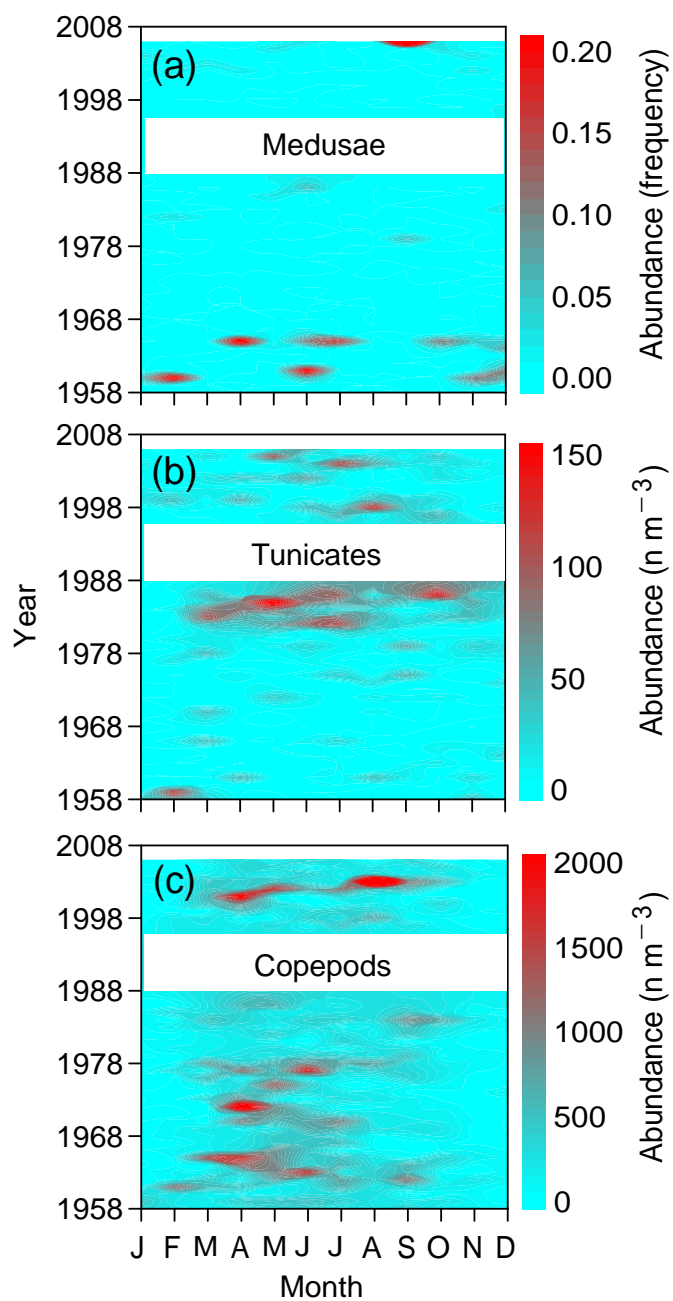 2008
1998
1988
1978
1968
1958
(a)
Medusae
0.20
0.15
0.10
0.05
0.00
Abundance (frequency)
2008
1998
1988
1978
1968
1958
(b)
Tunicates
150
100
50
0
Abundance (n m⁻³)
Year
2008
1998
1988
1978
1968
1958
(c)
Copepods
2000
1500
1000
500
0
Abundance (n m⁻³)
J F M A M J J A S O N D
Month